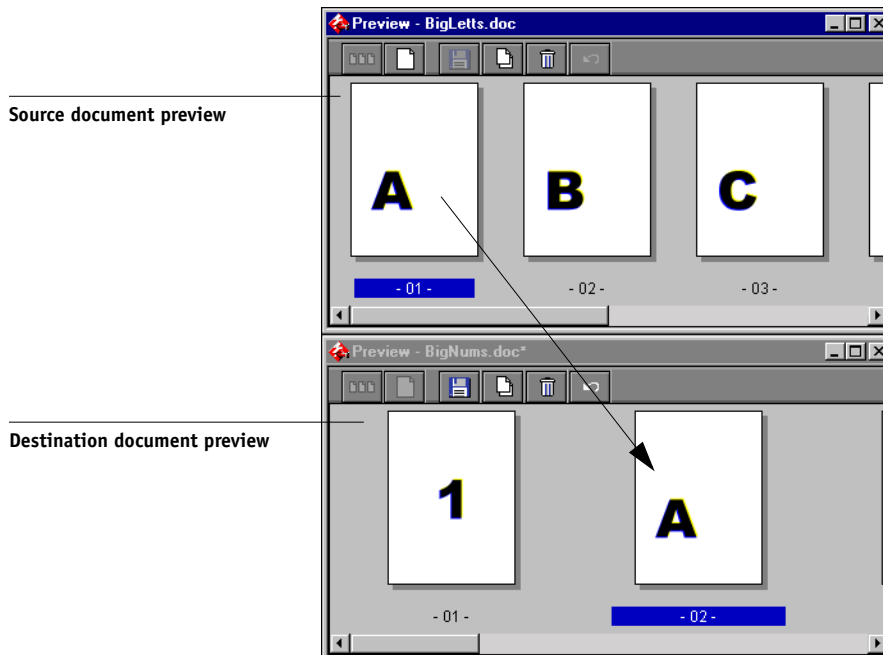 Preview - BigLetts.doc
Source document preview
A B C
- 01 - - 02 - - 03 -
Preview - BigNums.doc*
Destination document preview
1 A
- 01 - - 02 -